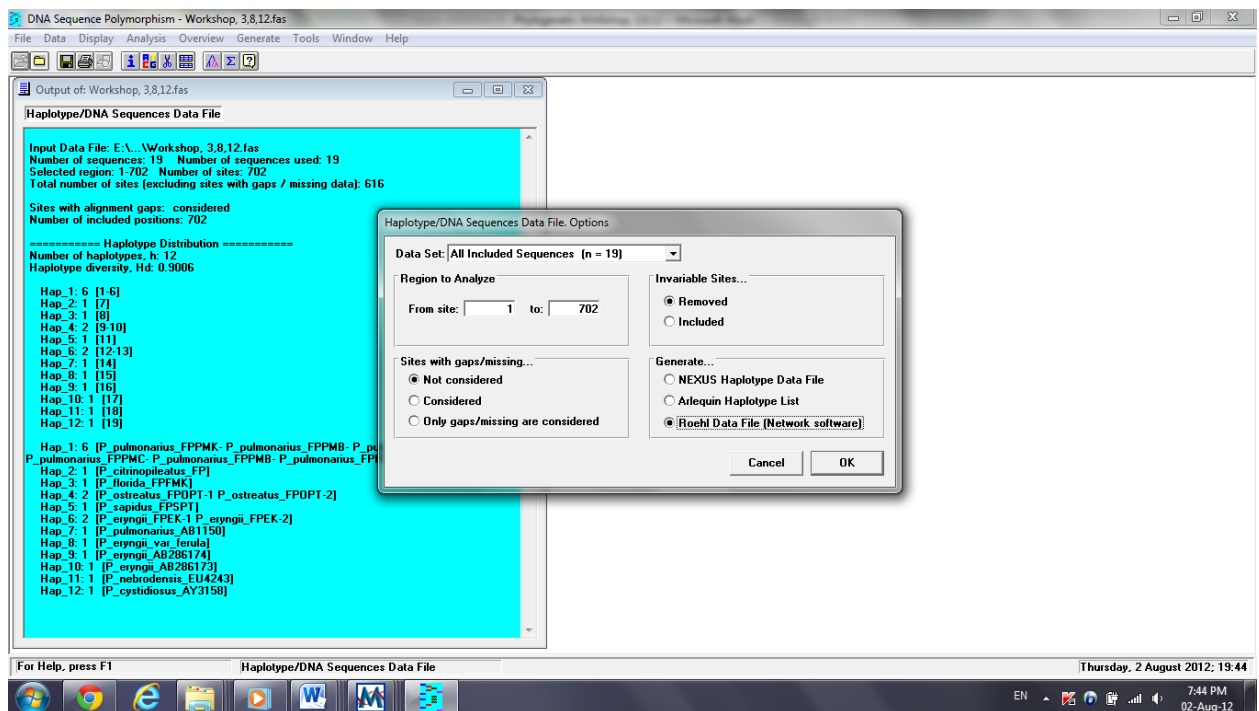 DNA Sequence Polymorphism - Workshop, 3,8,12.fas
File Data Display Analysis Overview Generate Tools Window Help
Output of: Workshop, 3,8,12.fas
Haplotype/DNA Sequences Data File
Input Data File: E:\...\Workshop, 3,8,12.fas
Number of sequences: 19 Number of sequences used: 19
Selected region: 1-702 Number of sites: 702
Total number of sites (excluding sites with gaps / missing data): 616
Sites with alignment gaps: considered
Number of included positions: 702
=========== Haplotype Distribution ===========
Number of haplotypes, h: 12
Haplotype diversity, Hd: 0.9006
Hap_1: 6 [1-6]
Hap_2: 1 [7]
Hap_3: 1 [8]
Hap_4: 2 [9-10]
Hap_5: 1 [11]
Hap_6: 2 [12-13]
Hap_7: 1 [14]
Hap_8: 1 [15]
Hap_9: 1 [16]
Hap_10: 1 [17]
Hap_11: 1 [18]
Hap_12: 1 [19]
Hap_1: 6 [P_pulmonarius_FPPMK- P_pulmonarius_FPPMB- P_pu
P_pulmonarius_FPPMC- P_pulmonarius_FPPMB- P_pulmonarius_FPI
Hap_2: 1 [P_citrinopileatus_FP]
Hap_3: 1 [P_florida_FPFMK]
Hap_4: 2 [P_ostreatus_FPOPT-1 P_ostreatus_FPOPT-2]
Hap_5: 1 [P_sapidus_FPSPT]
Hap_6: 2 [P_eryngii_FPEK-1 P_eryngii_FPEK-2]
Hap_7: 1 [P_pulmonarius_AB1150]
Hap_8: 1 [P_eryngii_var_ferula]
Hap_9: 1 [P_eryngii_AB286174]
Hap_10: 1 [P_eryngii_AB286173]
Hap_11: 1 [P_nebrodensis_EU4243]
Hap_12: 1 [P_cystidiosus_AY3158]
Haplotype/DNA Sequences Data File. Options
Data Set: All Included Sequences (n = 19)
Region to Analyze
From site: 1 to: 702
Invariable Sites...
Removed
Included
Sites with gaps/missing...
Not considered
Considered
Only gaps/missing are considered
Generate...
NEXUS Haplotype Data File
Arlequin Haplotype List
Roehl Data File (Network software)
Cancel OK
For Help, press F1
Haplotype/DNA Sequences Data File
Thursday, 2 August 2012; 19:44
EN
7:44 PM
02-Aug-12